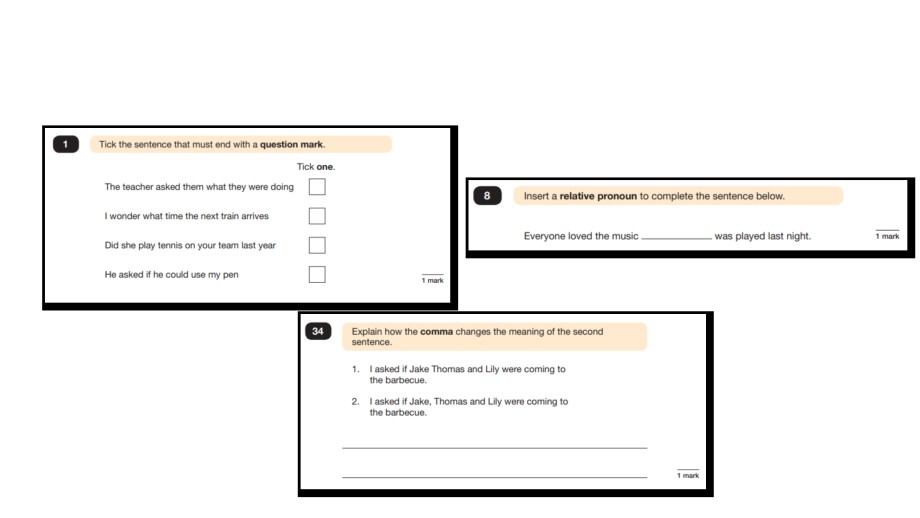 1 Tick the sentence that must end with a question mark.
Tick one.
The teacher asked them what they were doing
I wonder what time the next train arrives
Did she play tennis on your team last year
He asked if he could use my pen
1 mark
8 Insert a relative pronoun to complete the sentence below.
Everyone loved the music ____________ was played last night.
1 mark
34 Explain how the comma changes the meaning of the second
sentence.
1. I asked if Jake Thomas and Lily were coming to
the barbecue.
2. I asked if Jake, Thomas and Lily were coming to
the barbecue.
1 mark